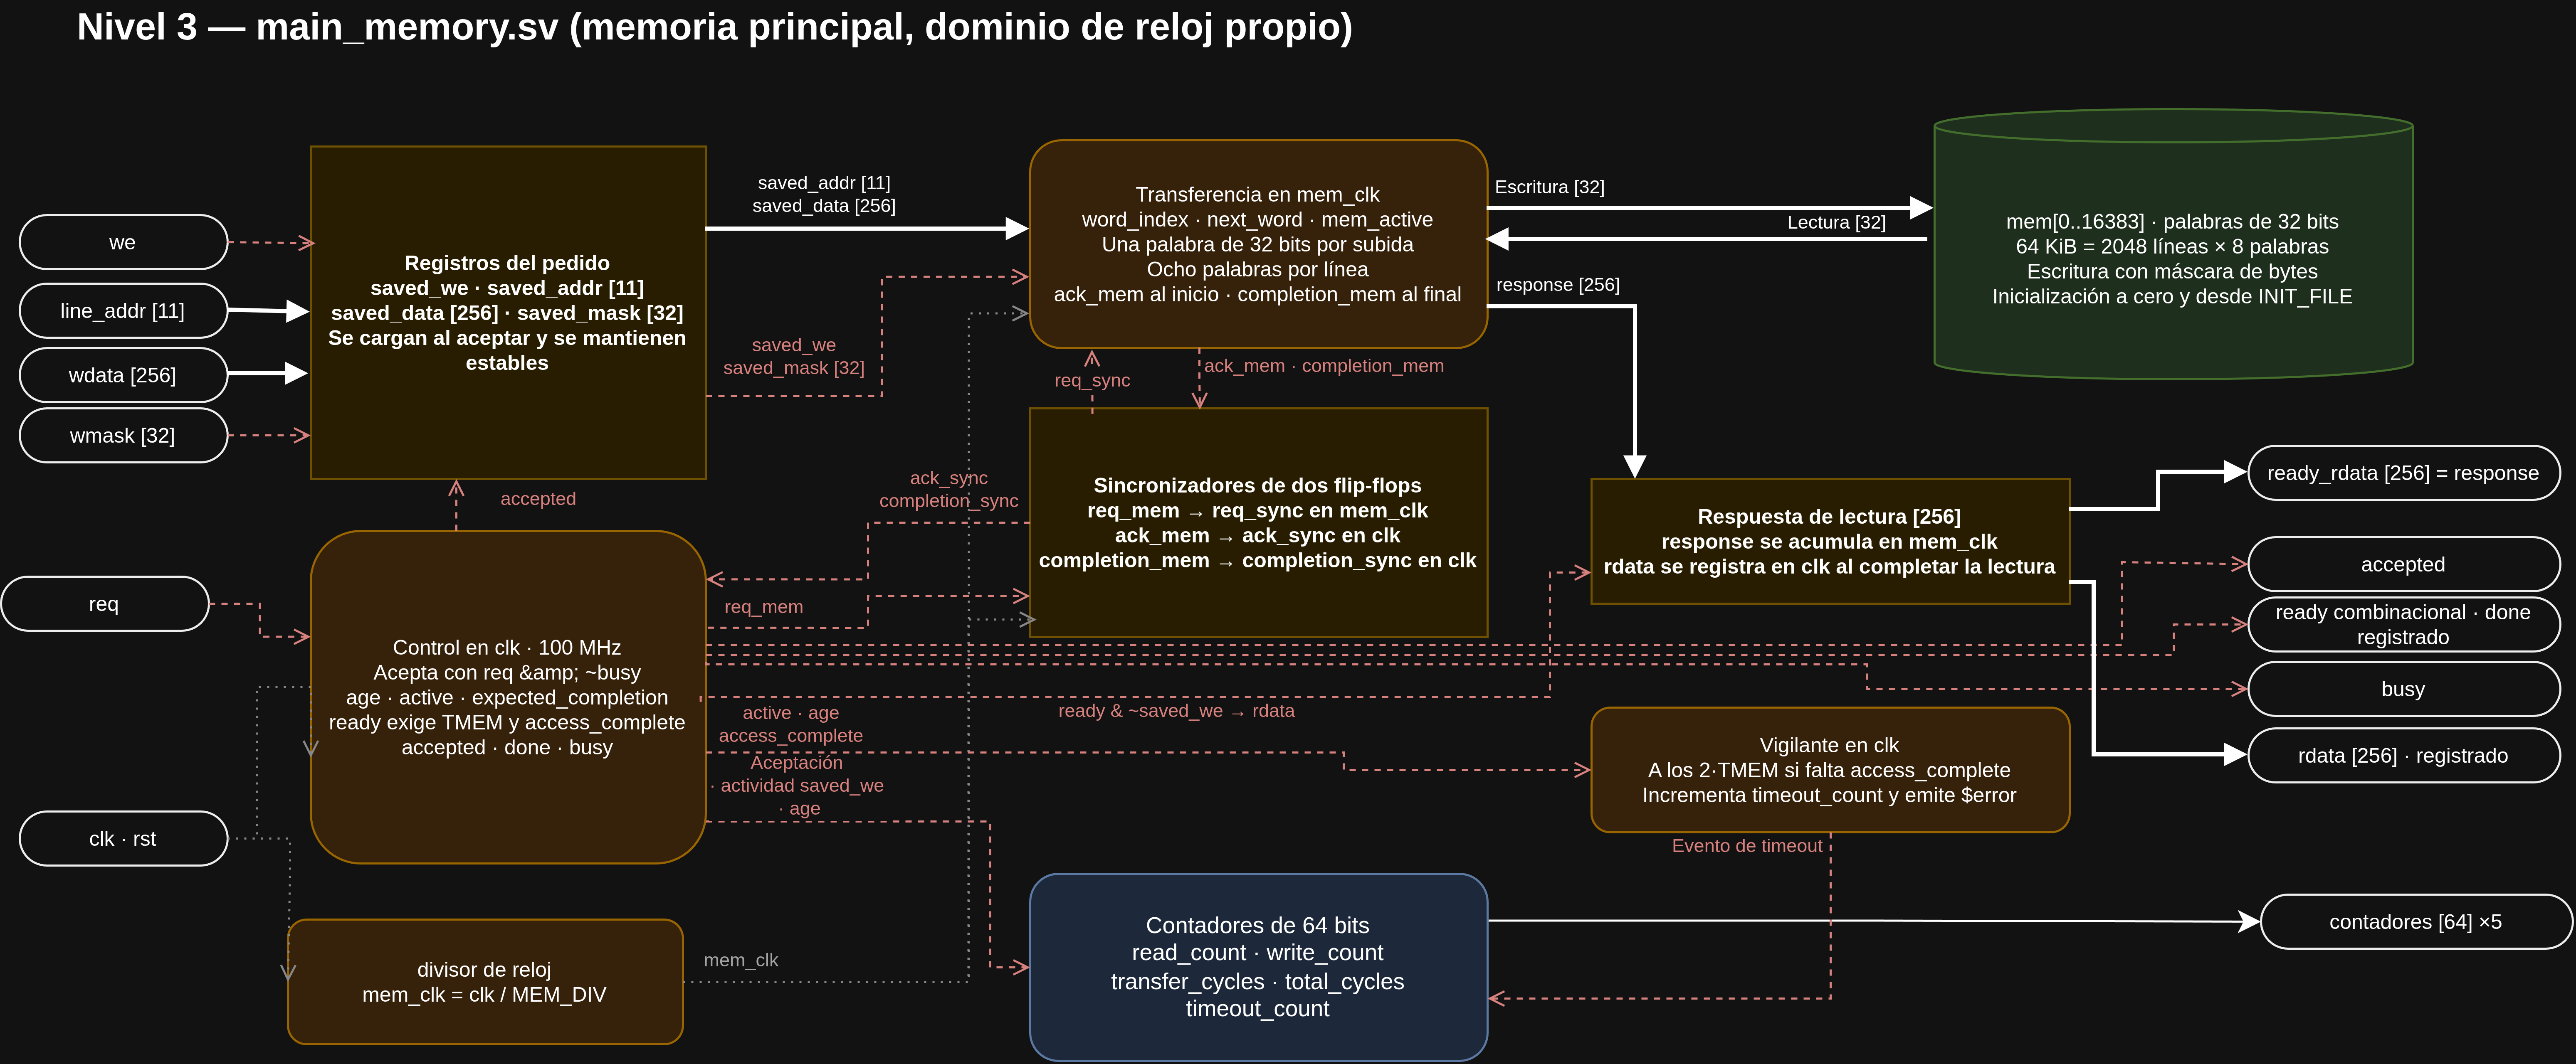 Nivel 3 — main_memory.sv (memoria principal, dominio de reloj propio)
we
line_addr [11]
wdata [256]
wmask [32]
Registros del pedido
saved_we · saved_addr [11]
saved_data [256] · saved_mask [32]
Se cargan al aceptar y se mantienen
estables
saved_addr [11]
saved_data [256]
saved_we
saved_mask [32]
Transferencia en mem_clk
word_index · next_word · mem_active
Una palabra de 32 bits por subida
Ocho palabras por línea
ack_mem al inicio · completion_mem al final
Escritura [32]
Lectura [32]
response [256]
mem[0..16383] · palabras de 32 bits
64 KiB = 2048 líneas × 8 palabras
Escritura con máscara de bytes
Inicialización a cero y desde INIT_FILE
req_sync
ack_mem · completion_mem
accepted
ack_sync
completion_sync
Sincronizadores de dos flip-flops
req_mem → req_sync en mem_clk
ack_mem → ack_sync en clk
completion_mem → completion_sync en clk
Respuesta de lectura [256]
response se acumula en mem_clk
rdata se registra en clk al completar la lectura
ready_rdata [256] = response
accepted
ready combinacional · done
registrado
busy
rdata [256] · registrado
req
req_mem
Control en clk · 100 MHz
Acepta con req &amp; ~busy
age · active · expected_completion
ready exige TMEM y access_complete
accepted · done · busy
active · age
access_complete
ready & ~saved_we → rdata
Aceptación
· actividad saved_we
· age
Vigilante en clk
A los 2·TMEM si falta access_complete
Incrementa timeout_count y emite $error
Evento de timeout
clk · rst
divisor de reloj
mem_clk = clk / MEM_DIV
mem_clk
Contadores de 64 bits
read_count · write_count
transfer_cycles · total_cycles
timeout_count
contadores [64] ×5